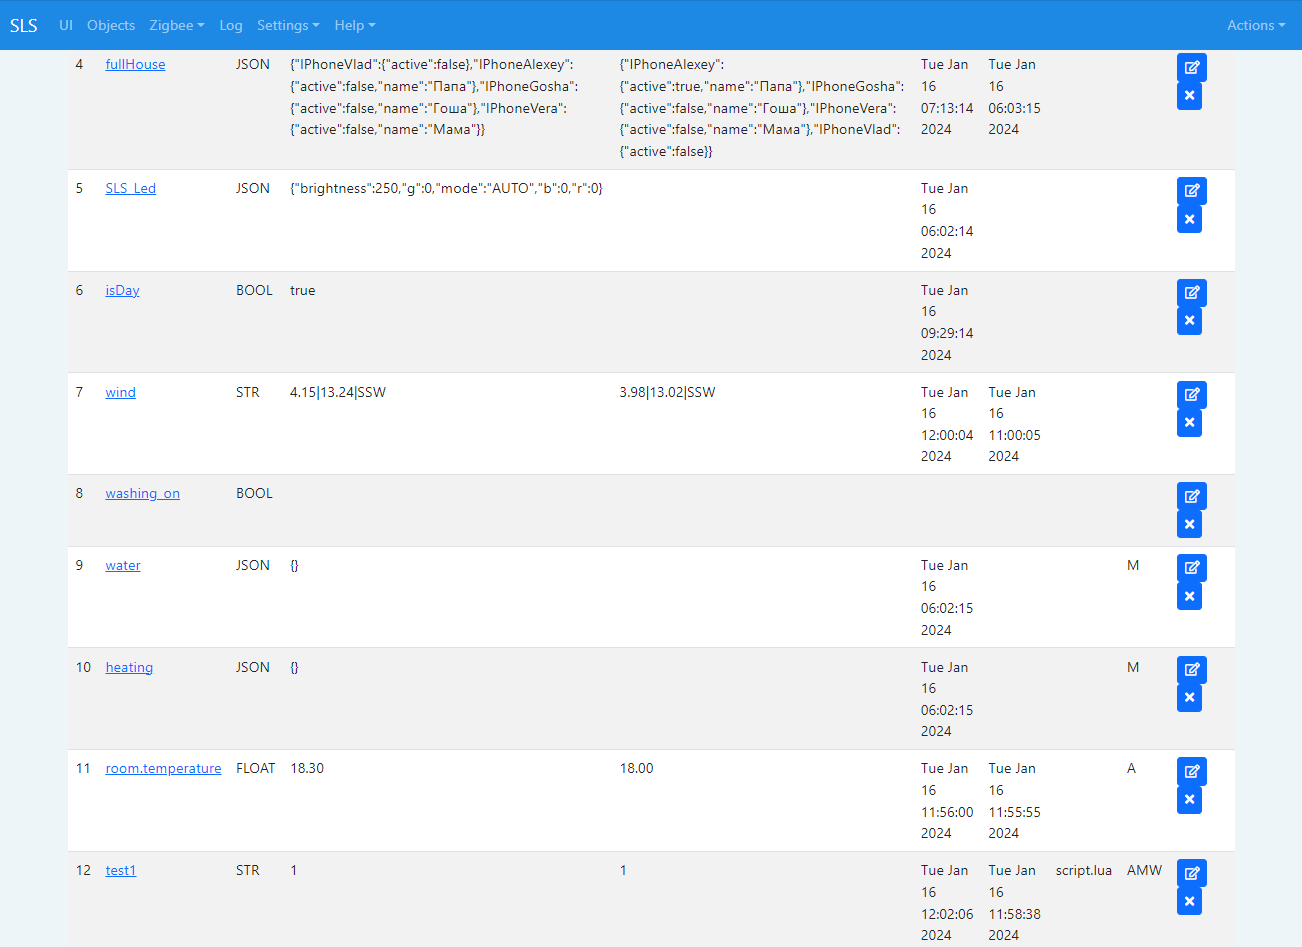 SLS UI Objects Zigbee Log Settings Help Actions
4 fullHouse JSON {"IPhoneVlad":{"active":false},"IPhoneAlexey": {"IPhoneAlexey": Tue Jan Tue Jan
{"active":false,"name":"Папа"},"IPhoneGosha": {"active":true,"name":"Папа"},"IPhoneGosha": 16 16
{"active":false,"name":"Гоша"},"IPhoneVera": {"active":false,"name":"Гоша"},"IPhoneVera": 07:13:14 06:03:15
{"active":false,"name":"Мама"}} {"active":false,"name":"Мама"},"IPhoneVlad": 2024 2024
{"active":false}}
5 SLS_Led JSON {"brightness":250,"g":0,"mode":"AUTO","b":0,"r":0} Tue Jan
16
06:02:14
2024
6 isDay BOOL true Tue Jan
16
09:29:14
2024
7 wind STR 4.15|13.24|SSW 3.98|13.02|SSW Tue Jan Tue Jan
16 16
12:00:04 11:00:05
2024 2024
8 washing_on BOOL
9 water JSON {} Tue Jan M
16
06:02:15
2024
10 heating JSON {} Tue Jan M
16
06:02:15
2024
11 room.temperature FLOAT 18.30 18.00 Tue Jan Tue Jan A
16 16
11:56:00 11:55:55
2024 2024
12 test1 STR 1 1 Tue Jan Tue Jan script.lua AMW
16 16
12:02:06 11:58:38
2024 2024